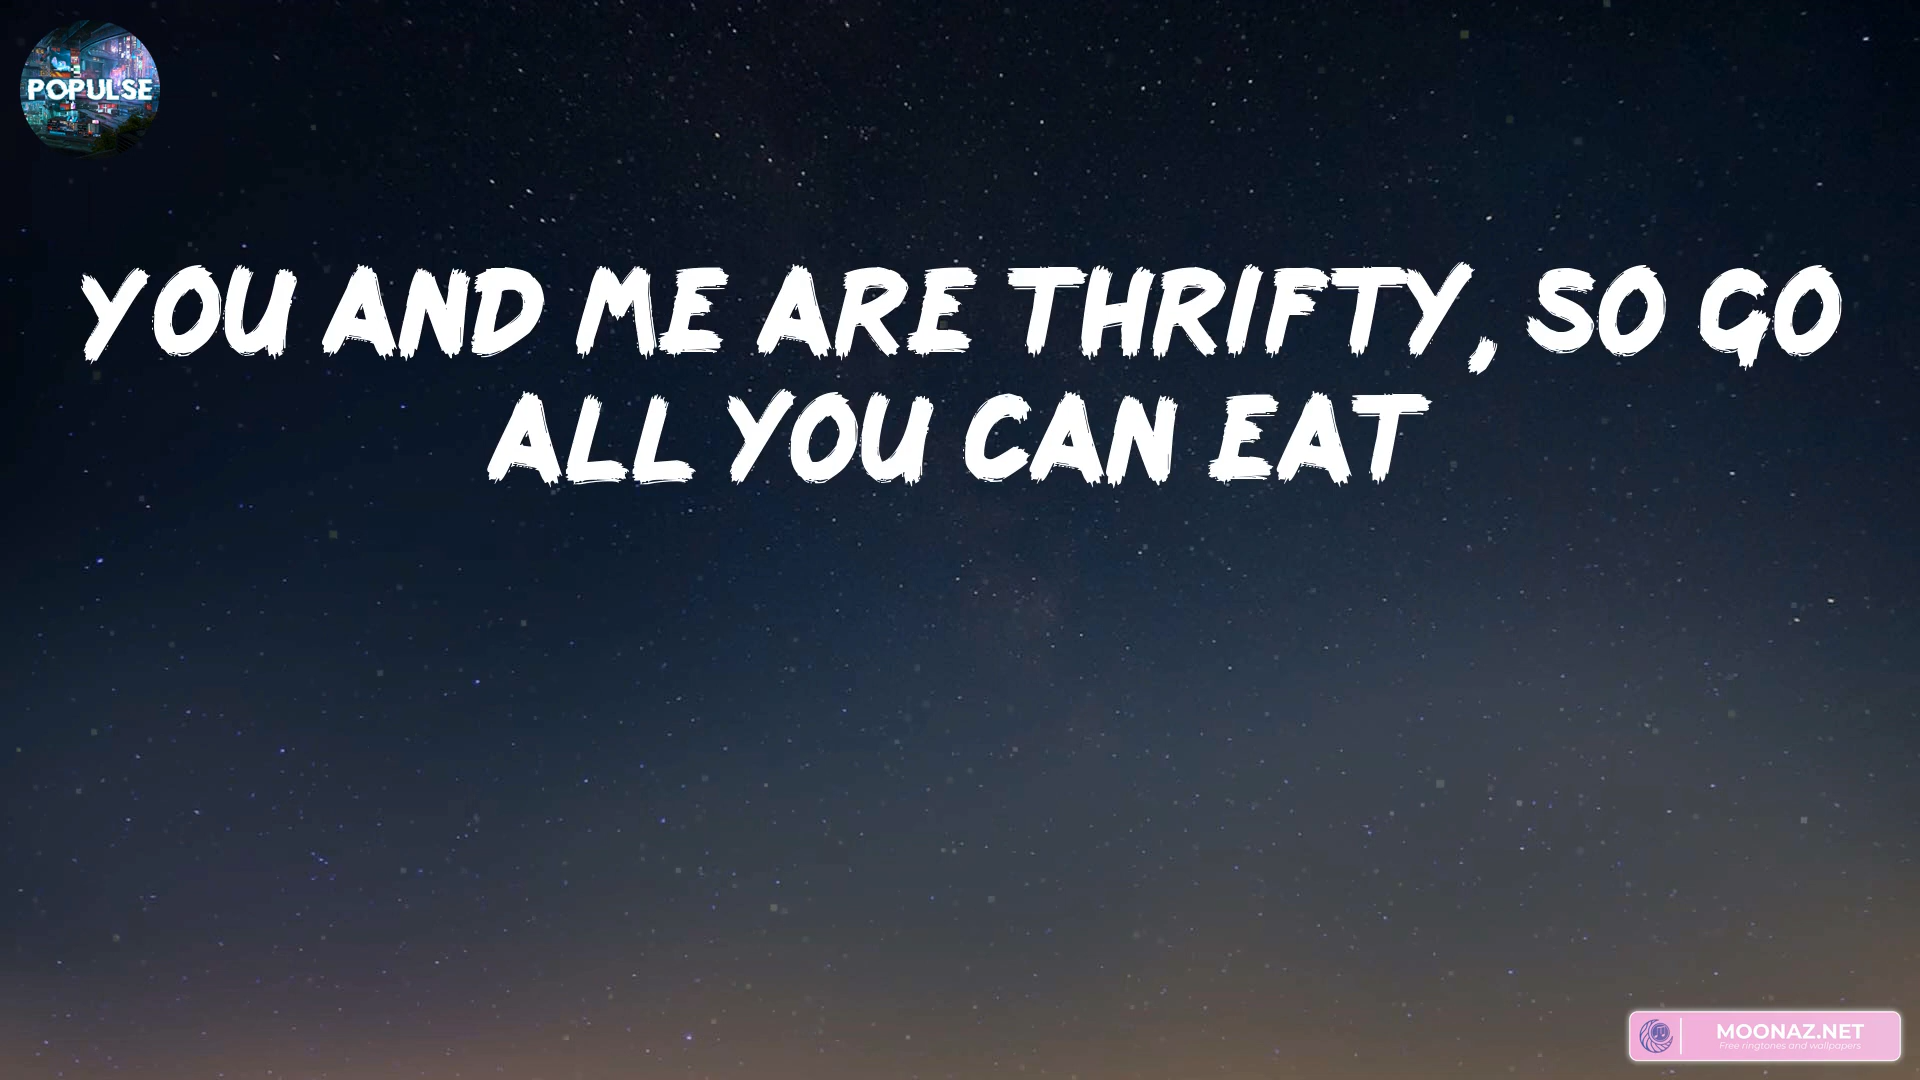 POPULSE
YOU AND ME ARE THRIFTY, SO GO
ALL YOU CAN EAT
MOONAZ.NET
Free ringtones and wallpapers